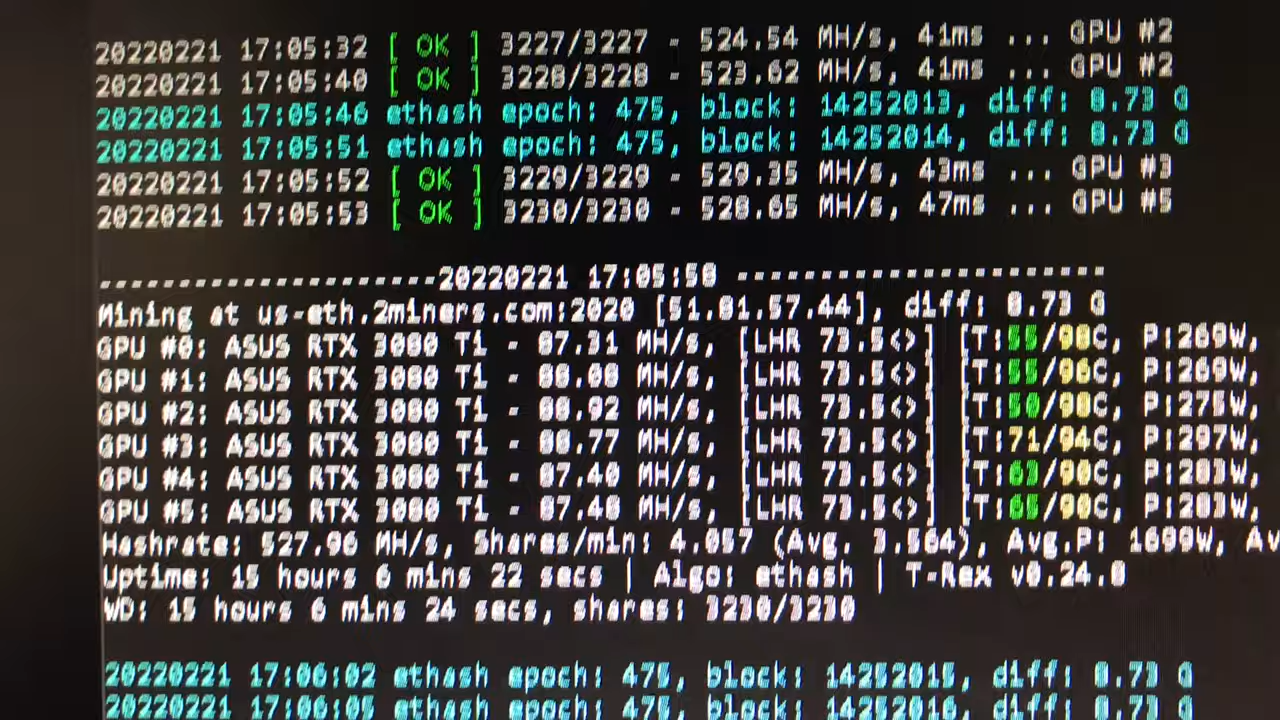 20220221 17:05:32 [ OK ] 3227/3227 - 524.54 MH/s, 41ms ... GPU #2
20220221 17:05:40 [ OK ] 3228/3228 - 523.62 MH/s, 41ms ... GPU #2
20220221 17:05:46 ethash epoch: 475, block: 14252013, diff: 8.73 G
20220221 17:05:51 ethash epoch: 475, block: 14252014, diff: 8.73 G
20220221 17:05:52 [ OK ] 3229/3229 - 529.35 MH/s, 43ms ... GPU #3
20220221 17:05:53 [ OK ] 3230/3230 - 528.65 MH/s, 47ms ... GPU #5
---------------------20220221 17:05:58 ---------------------
Mining at us-eth.2miners.com:2020 [51.81.57.44], diff: 8.73 G
GPU #0: ASUS RTX 3080 Ti - 87.31 MH/s, [LHR 73.5<>] [T:55/98C, P:269W,
GPU #1: ASUS RTX 3080 Ti - 88.08 MH/s, [LHR 73.5<>] [T:55/96C, P:269W,
GPU #2: ASUS RTX 3080 Ti - 88.92 MH/s, [LHR 73.5<>] [T:50/98C, P:275W,
GPU #3: ASUS RTX 3080 Ti - 88.77 MH/s, [LHR 73.5<>] [T:71/94C, P:297W,
GPU #4: ASUS RTX 3080 Ti - 87.40 MH/s, [LHR 73.5<>] [T:63/90C, P:283W,
GPU #5: ASUS RTX 3080 Ti - 87.48 MH/s, [LHR 73.5<>] [T:65/90C, P:283W,
Hashrate: 527.96 MH/s, Shares/min: 4.057 (Avg. 3.564), Avg.P: 1699W, Av
Uptime: 15 hours 6 mins 22 secs | Algo: ethash | T-Rex v0.24.8
WD: 15 hours 6 mins 24 secs, shares: 3230/3230
20220221 17:06:02 ethash epoch: 475, block: 14252015, diff: 8.73 G
20220221 17:06:05 ethash epoch: 475, block: 14252016, diff: 8.73 G